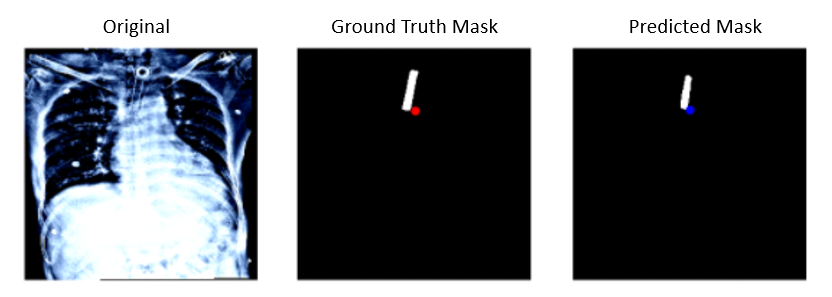 Original
Ground Truth Mask
Predicted Mask